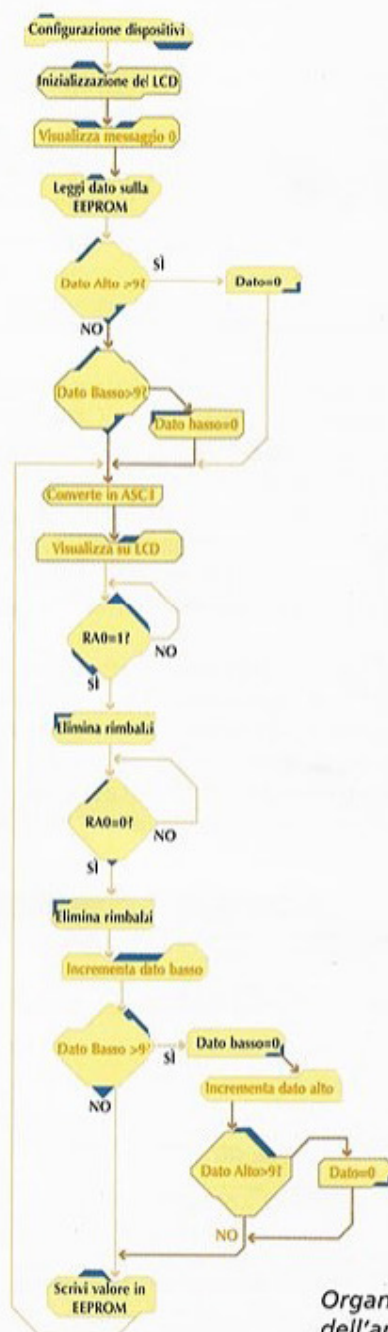 Configurazione dispositivi
Inizializzazione del LCD
Visualizza messaggio 0
Leggi dato sulla
EEPROM
Dato Alto >9?
SÌ
Dato=0
NO
Dato Basso>9?
Dato basso=0
Converte in ASCII
Visualizza su LCD
RA0=1?
NO
SÌ
Elimina rimbalzi
RA0=0?
NO
SÌ
Elimina rimbalzi
Incrementa dato basso
Dato Basso >9?
SÌ
Dato basso=0
NO
Incrementa dato alto
Dato Alto>9?
Dato=0
NO
Scrivi valore in
EEPROM
Organ
dell'a